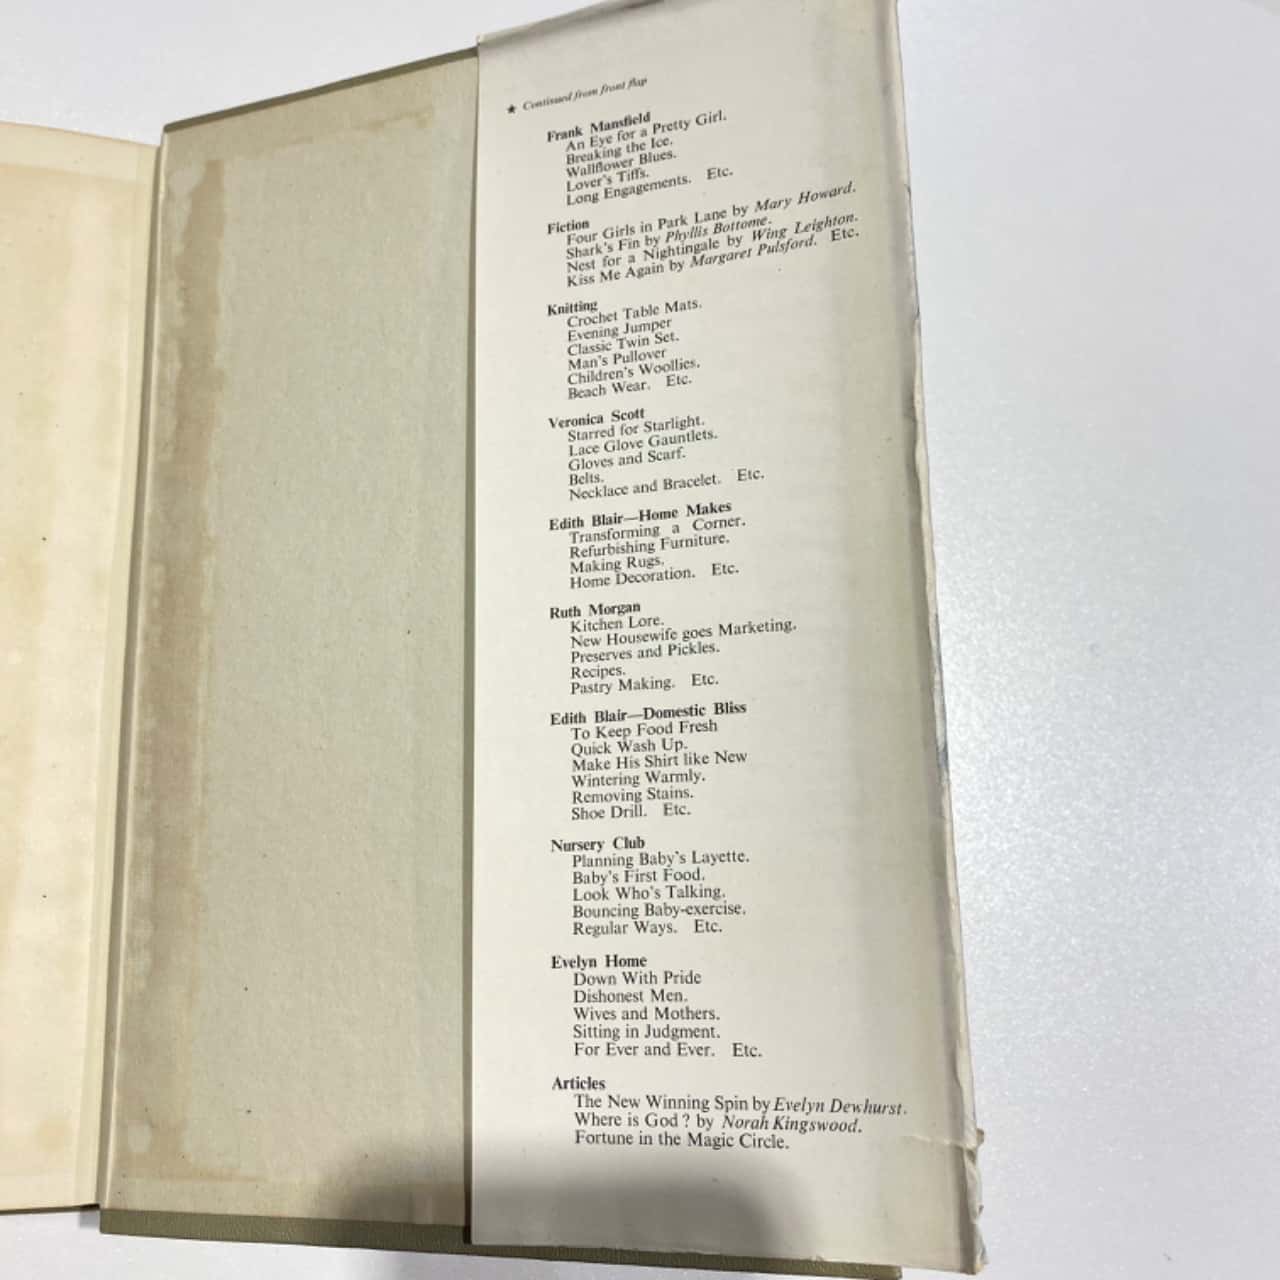 ★ Continued from front flap
Frank Mansfield
An Eye for a Pretty Girl.
Breaking the Ice.
Wallflower Blues.
Lover's Tiffs.
Long Engagements. Etc.
Fiction
Four Girls in Park Lane by Mary Howard.
Shark's Fin by Phyllis Bottome.
Nest for a Nightingale by Wing Leighton.
Kiss Me Again by Margaret Pulsford. Etc.
Knitting
Crochet Table Mats.
Evening Jumper
Classic Twin Set.
Man's Pullover
Children's Woollies.
Beach Wear. Etc.
Veronica Scott
Starred for Starlight.
Lace Glove Gauntlets.
Gloves and Scarf.
Belts.
Necklace and Bracelet. Etc.
Edith Blair—Home Makes
Transforming a Corner.
Refurbishing Furniture.
Making Rugs.
Home Decoration. Etc.
Ruth Morgan
Kitchen Lore.
New Housewife goes Marketing.
Preserves and Pickles.
Recipes.
Pastry Making. Etc.
Edith Blair—Domestic Bliss
To Keep Food Fresh
Quick Wash Up.
Make His Shirt like New
Wintering Warmly.
Removing Stains.
Shoe Drill. Etc.
Nursery Club
Planning Baby's Layette.
Baby's First Food.
Look Who's Talking.
Bouncing Baby-exercise.
Regular Ways. Etc.
Evelyn Home
Down With Pride
Dishonest Men.
Wives and Mothers.
Sitting in Judgment.
For Ever and Ever. Etc.
Articles
The New Winning Spin by Evelyn Dewhurst.
Where is God? by Norah Kingswood.
Fortune in the Magic Circle.